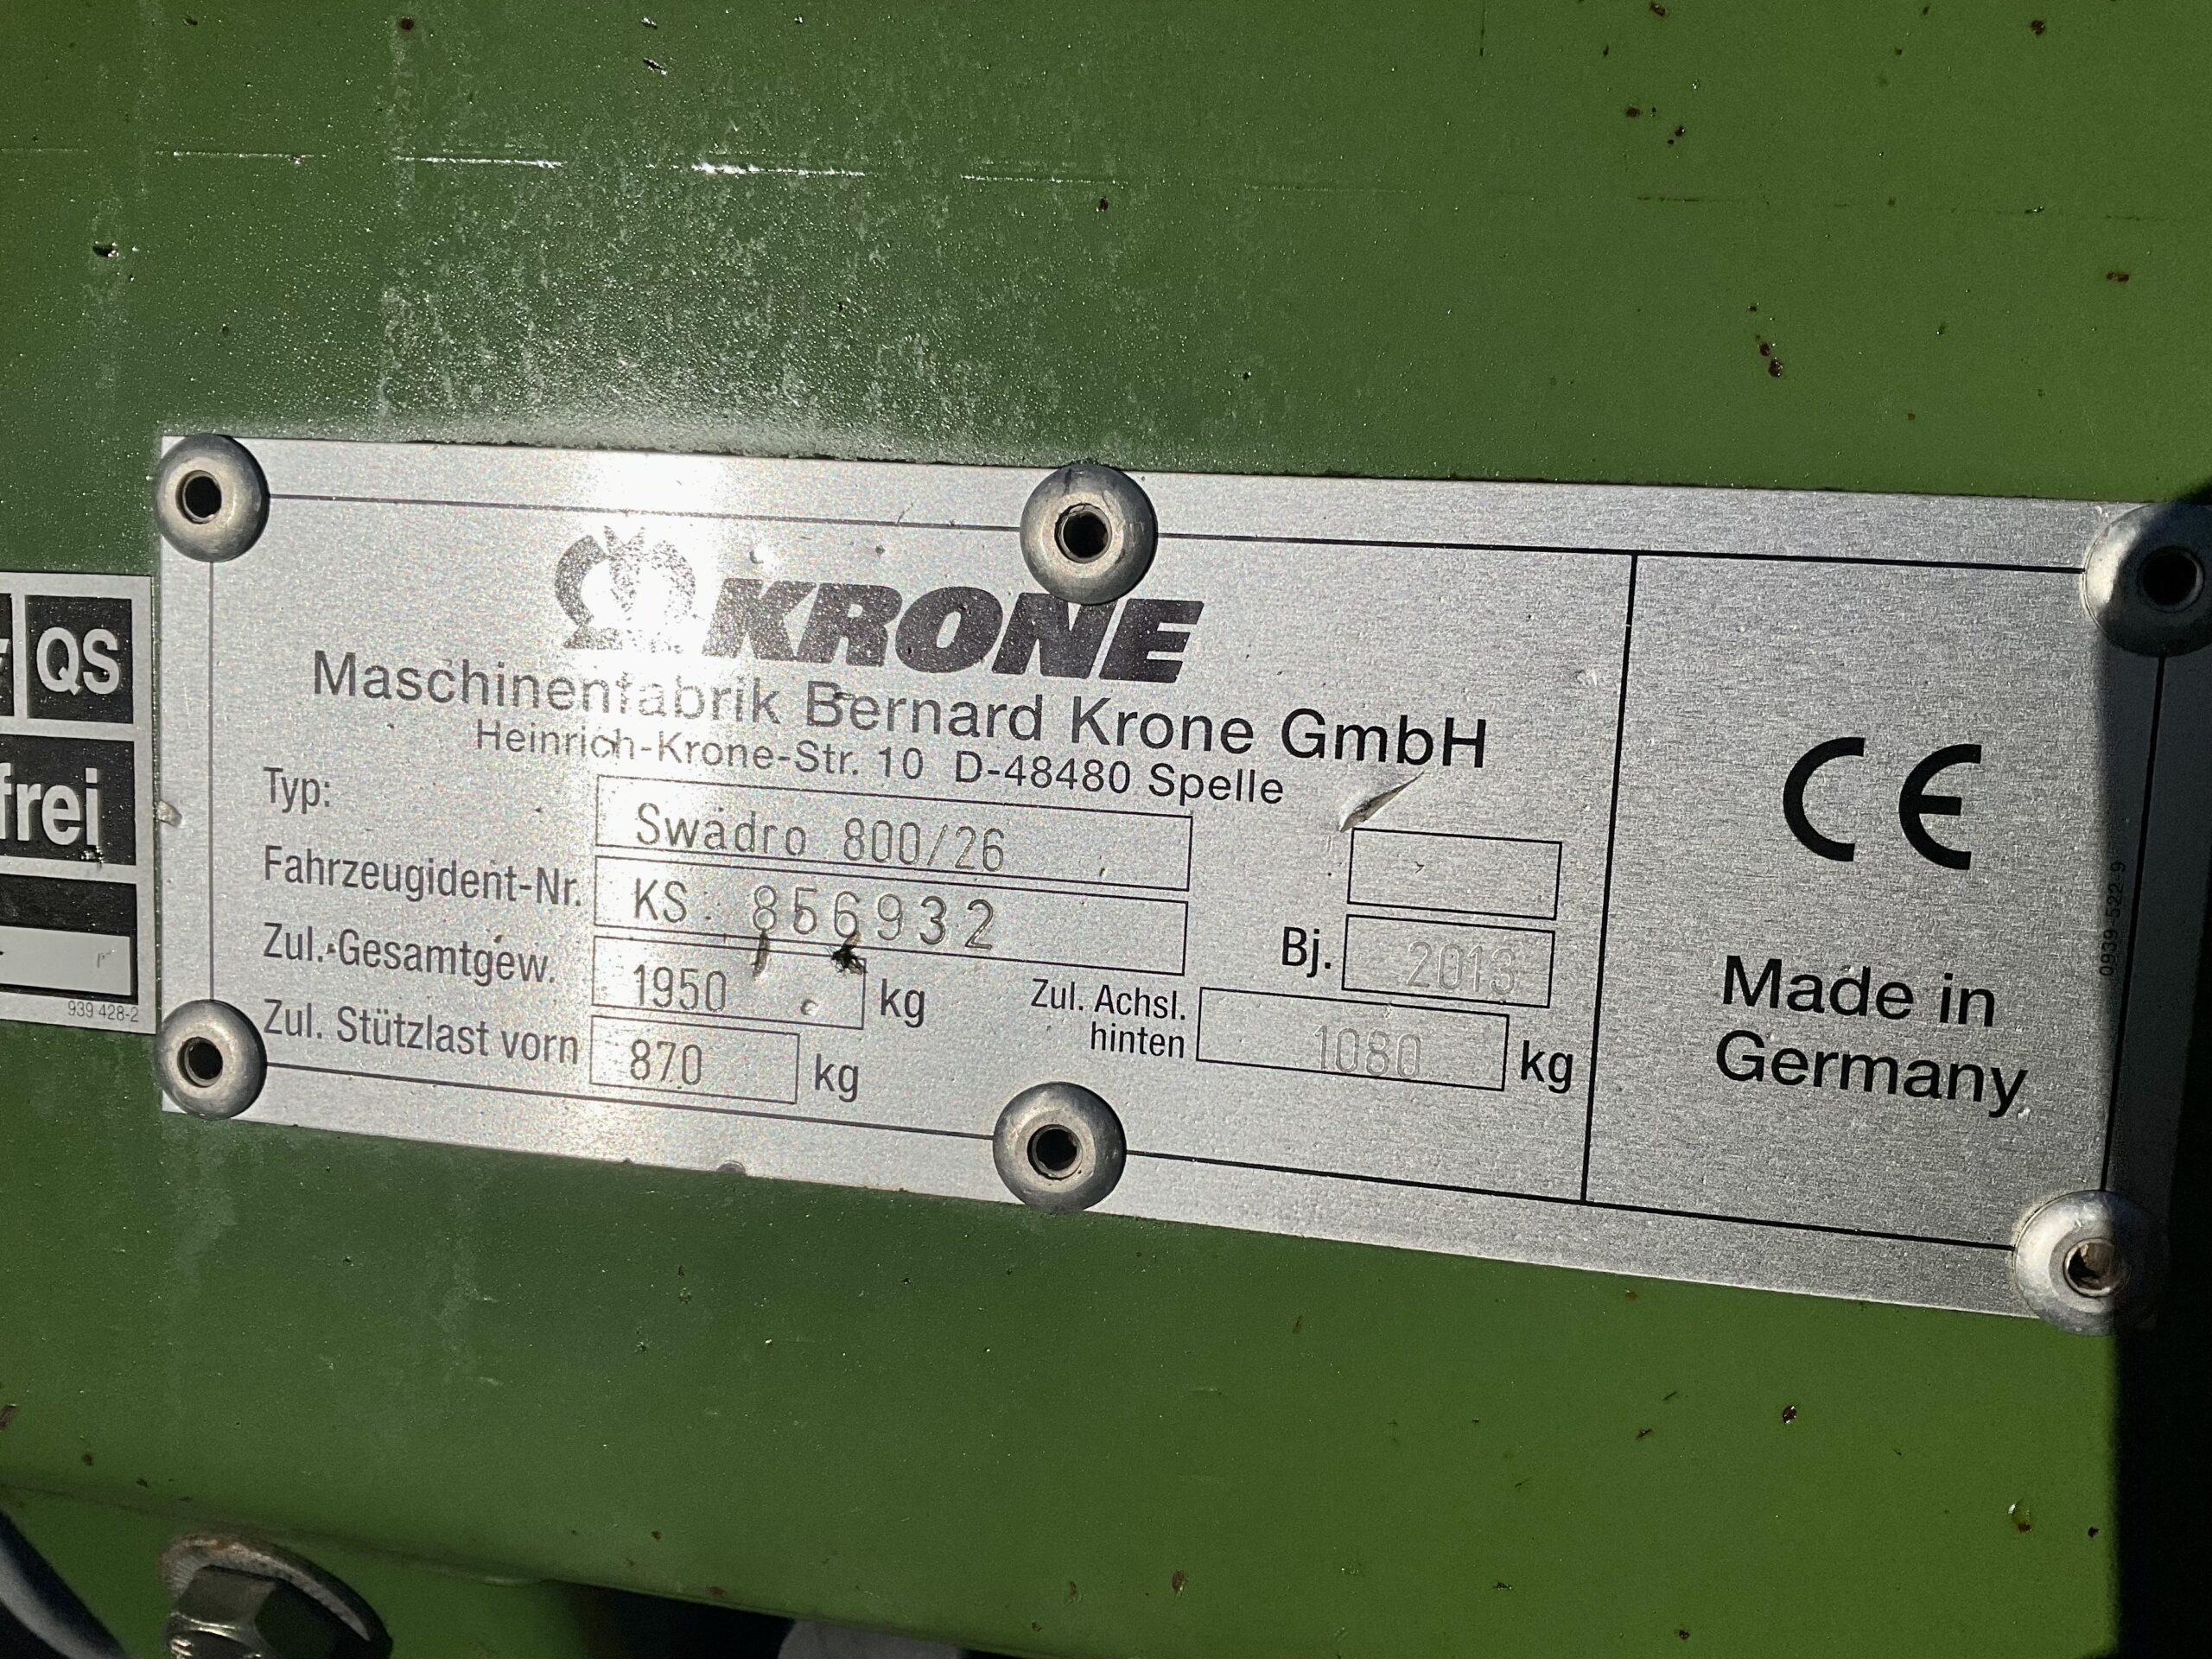 KRONE
Maschinenfabrik Bernard Krone GmbH
Heinrich-Krone-Str. 10 D-48480 Spelle
Typ: Swadro 800/26
Fahrzeugident-Nr. KS: 856932
Bj. 2013
Zul.-Gesamtgew. 1950 kg
Zul. Achsl. hinten 1080 kg
Zul. Stützlast vorn 870 kg
CE
Made in
Germany
0939 522-9
QS
frei
939 428-2